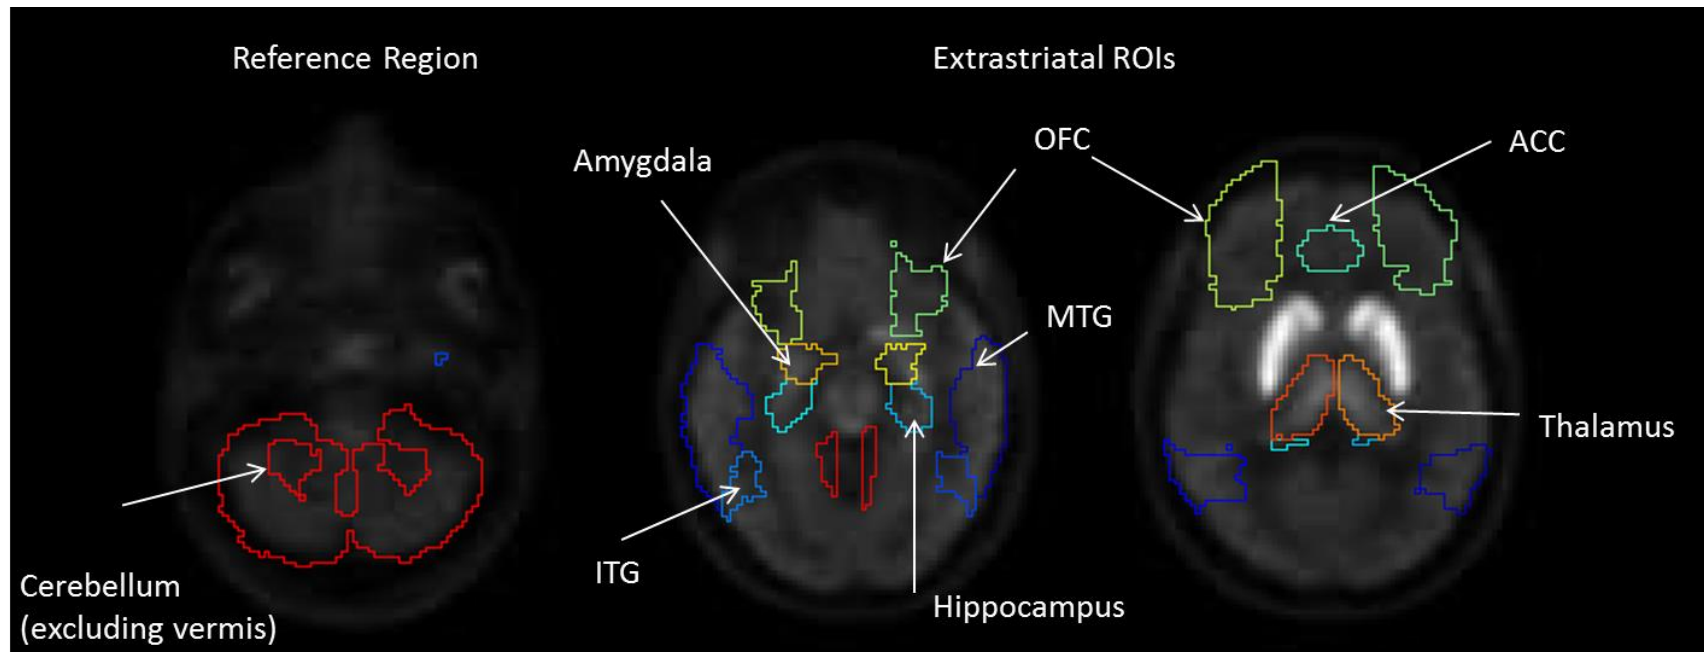 Reference Region
Extrastriatal ROIs
Amygdala
OFC
ACC
MTG
Thalamus
ITG
Hippocampus
Cerebellum
(excluding vermis)